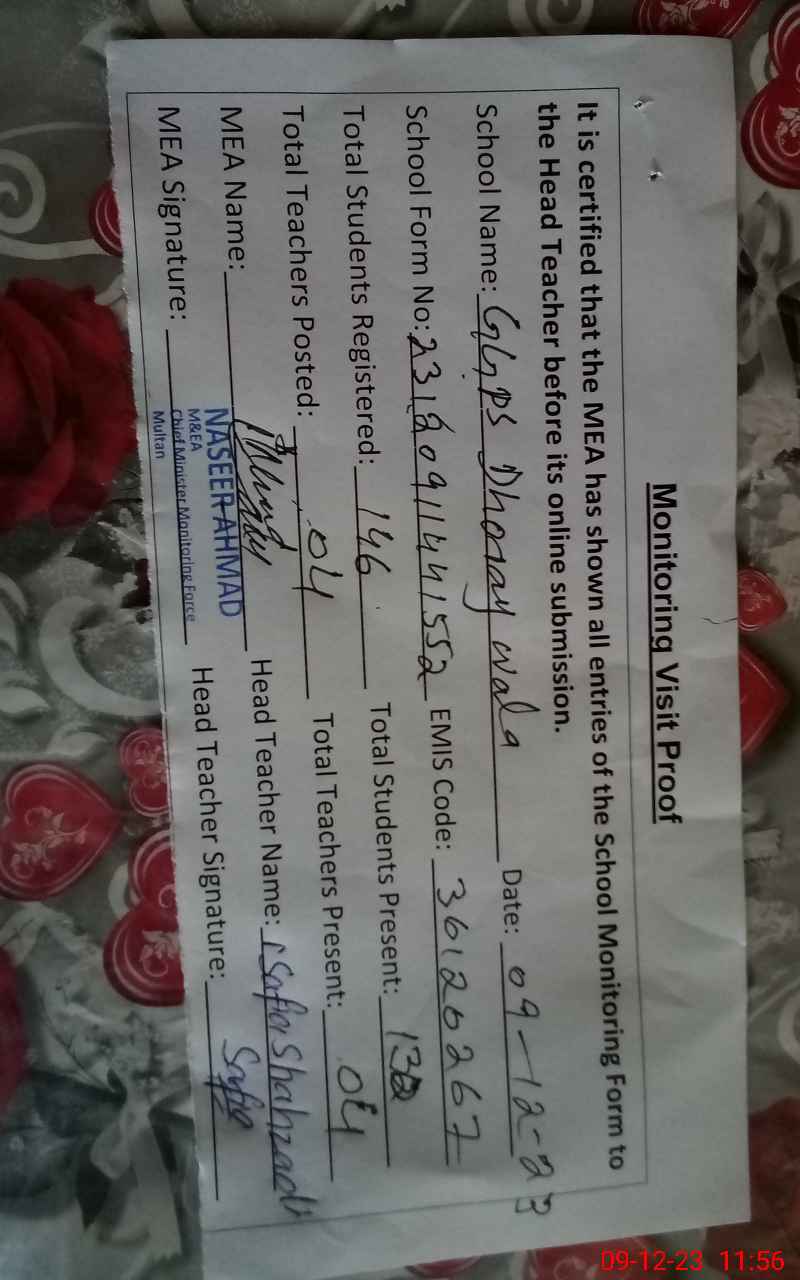 Monitoring Visit Proof
It is certified that the MEA has shown all entries of the School Monitoring Form to
the Head Teacher before its online submission.
School Name: GGPS Dhoray wala Date: 09-12-23
School Form No: EMIS Code: 36120267
Total Students Registered: 146 Total Students Present:
Total Teachers Posted: 04 Total Teachers Present: 04
MEA Name: Head Teacher Name: Safia Shahzadi
NASEER AHMAD
M&EA
Chief Minister Monitoring Force
Multan
MEA Signature: Head Teacher Signature: Safia
09-12-23 11:56